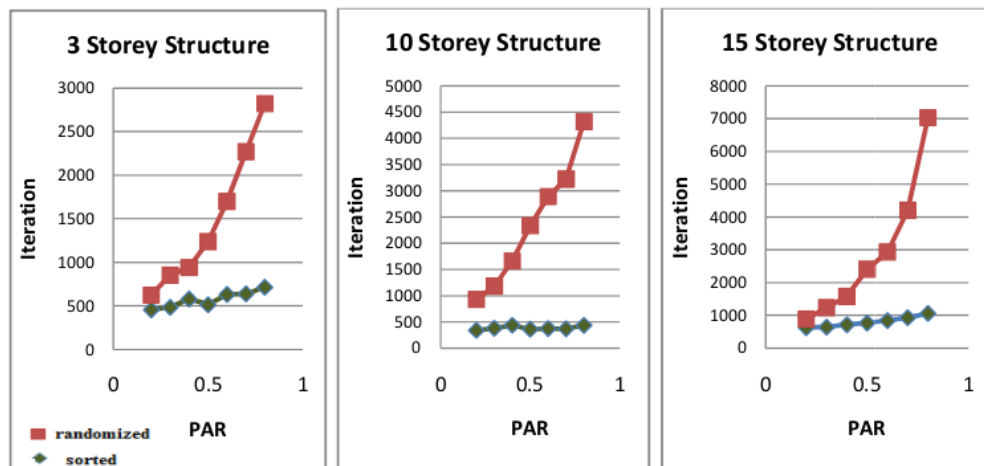 3 Storey Structure
3000
2500
2000
1500
1000
500
0
Iteration
0 0.5 1
PAR
randomized
sorted
10 Storey Structure
5000
4500
4000
3500
3000
2500
2000
1500
1000
500
0
Iteration
0 0.5 1
PAR
15 Storey Structure
8000
7000
6000
5000
4000
3000
2000
1000
0
Iteration
0 0.5 1
PAR